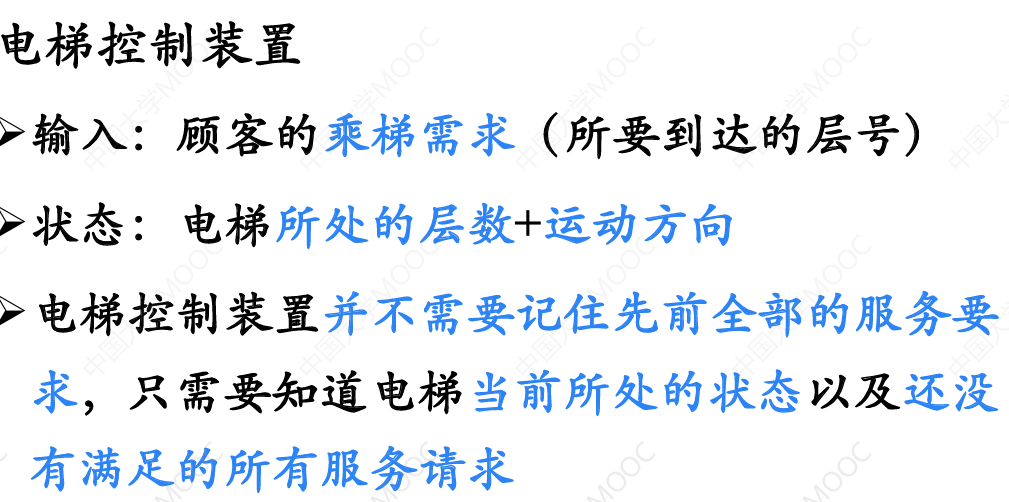 电梯控制装置
➢输入：顾客的乘梯需求（所要到达的层号）
➢状态：电梯所处的层数+运动方向
➢电梯控制装置并不需要记住先前全部的服务要
求，只需要知道电梯当前所处的状态以及还没
有满足的所有服务请求
中国大学MOOC